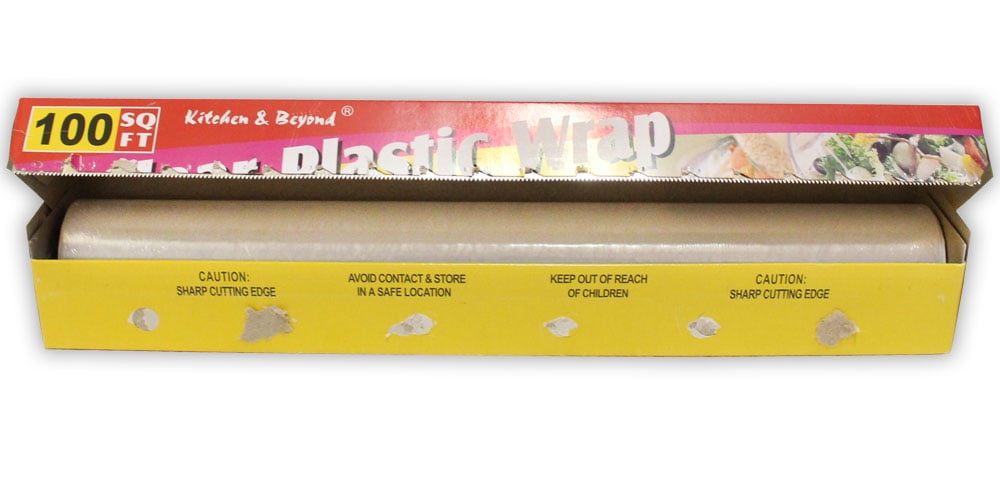 100 SQ FT
Kitchen & Beyond®
Clear Plastic Wrap
CAUTION:
SHARP CUTTING EDGE
AVOID CONTACT & STORE
IN A SAFE LOCATION
KEEP OUT OF REACH
OF CHILDREN
CAUTION:
SHARP CUTTING EDGE